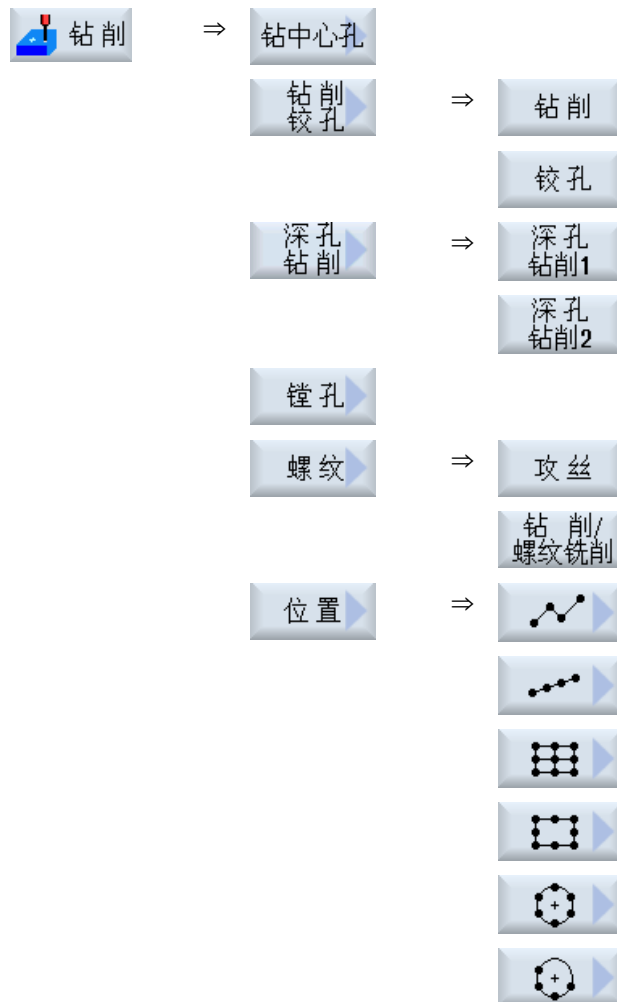 钻削 ⇒ 钻中心孔
钻削
铰孔
⇒ 钻削
铰孔
深孔
钻削
⇒ 深孔
钻削1
深孔
钻削2
镗孔
螺纹 ⇒ 攻丝
钻 削/
螺纹铣削
位置 ⇒